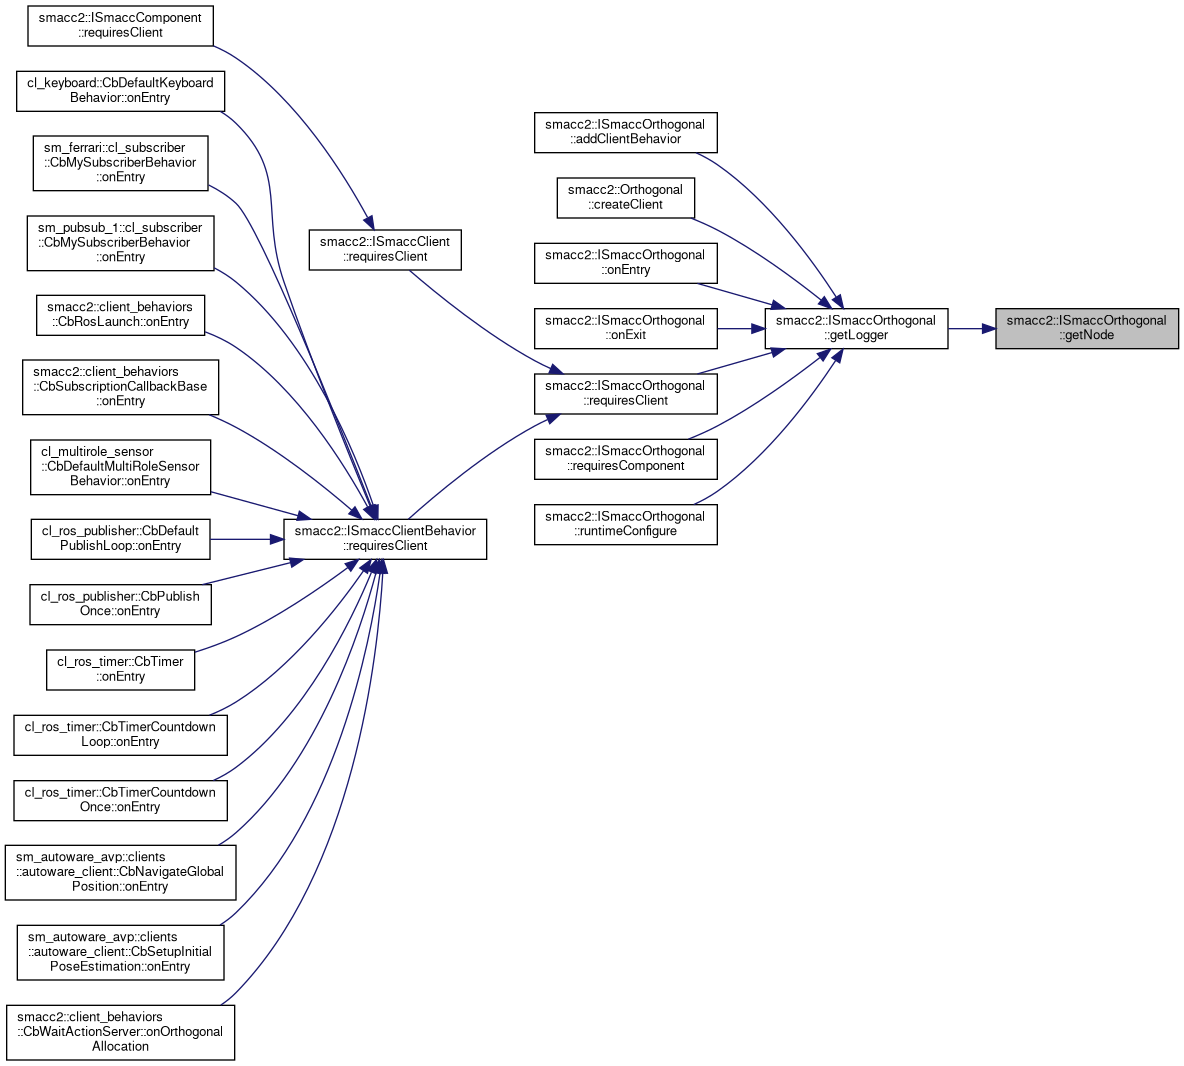 smacc2::ISmaccComponent
::requiresClient
cl_keyboard::CbDefaultKeyboard
Behavior::onEntry
sm_ferrari::cl_subscriber
::CbMySubscriberBehavior
::onEntry
sm_pubsub_1::cl_subscriber
::CbMySubscriberBehavior
::onEntry
smacc2::client_behaviors
::CbRosLaunch::onEntry
smacc2::client_behaviors
::CbSubscriptionCallbackBase
::onEntry
cl_multirole_sensor
::CbDefaultMultiRoleSensor
Behavior::onEntry
cl_ros_publisher::CbDefault
PublishLoop::onEntry
cl_ros_publisher::CbPublish
Once::onEntry
cl_ros_timer::CbTimer
::onEntry
cl_ros_timer::CbTimerCountdown
Loop::onEntry
cl_ros_timer::CbTimerCountdown
Once::onEntry
sm_autoware_avp::clients
::autoware_client::CbNavigateGlobal
Position::onEntry
sm_autoware_avp::clients
::autoware_client::CbSetupInitial
PoseEstimation::onEntry
smacc2::client_behaviors
::CbWaitActionServer::onOrthogonal
Allocation
smacc2::ISmaccClient
::requiresClient
smacc2::ISmaccClientBehavior
::requiresClient
smacc2::ISmaccOrthogonal
::addClientBehavior
smacc2::Orthogonal
::createClient
smacc2::ISmaccOrthogonal
::onEntry
smacc2::ISmaccOrthogonal
::onExit
smacc2::ISmaccOrthogonal
::requiresClient
smacc2::ISmaccOrthogonal
::requiresComponent
smacc2::ISmaccOrthogonal
::runtimeConfigure
smacc2::ISmaccOrthogonal
::getLogger
smacc2::ISmaccOrthogonal
::getNode